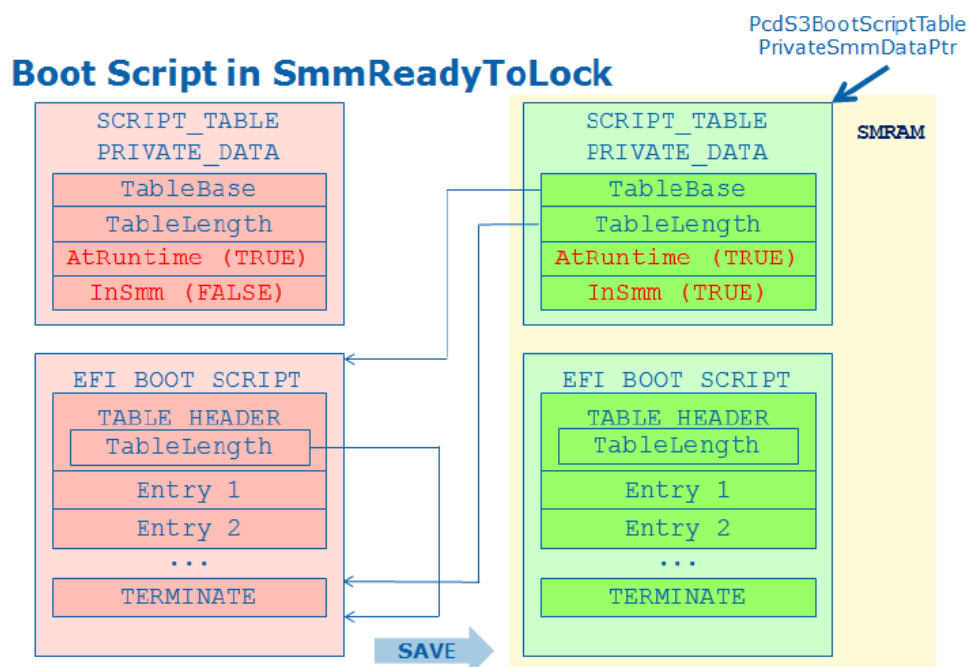 PcdS3BootScriptTable
PrivateSmmDataPtr
Boot Script in SmmReadyToLock
SCRIPT_TABLE
PRIVATE_DATA
TableBase
TableLength
AtRuntime (TRUE)
InSmm (FALSE)
SCRIPT_TABLE
PRIVATE_DATA
TableBase
TableLength
AtRuntime (TRUE)
InSmm (TRUE)
SMRAM
EFI BOOT SCRIPT
TABLE HEADER
TableLength
Entry 1
Entry 2
...
TERMINATE
EFI BOOT SCRIPT
TABLE HEADER
TableLength
Entry 1
Entry 2
...
TERMINATE
SAVE